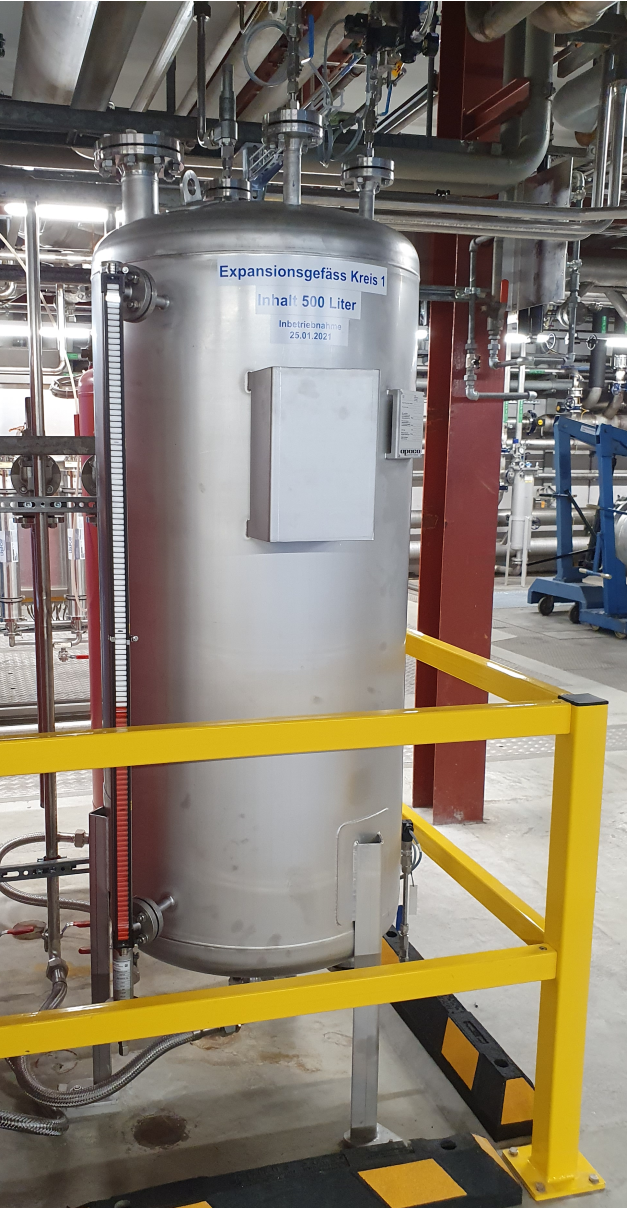 Expansionsgefäss Kreis 1
Inhalt 500 Liter
Inbetriebnahme
25.01.2021